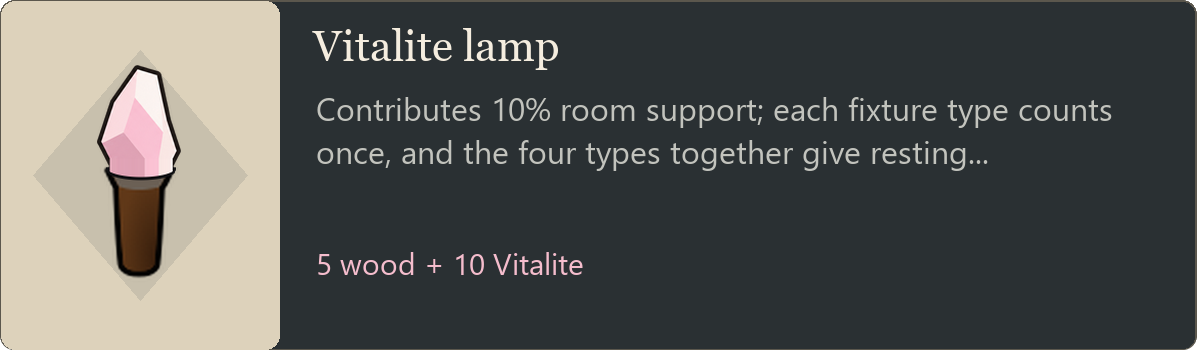 Vitalite lamp
Contributes 10% room support; each fixture type counts
once, and the four types together give resting...
5 wood + 10 Vitalite